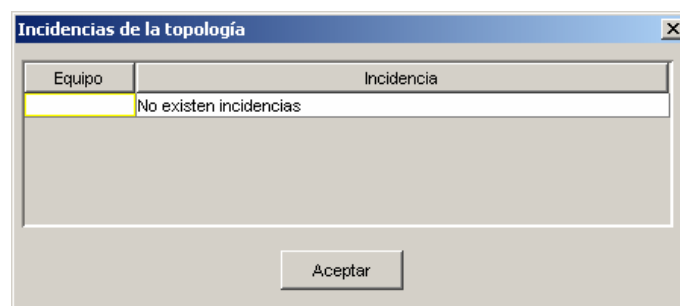 Incidencias de la topología
Equipo Incidencia
No existen incidencias
Aceptar